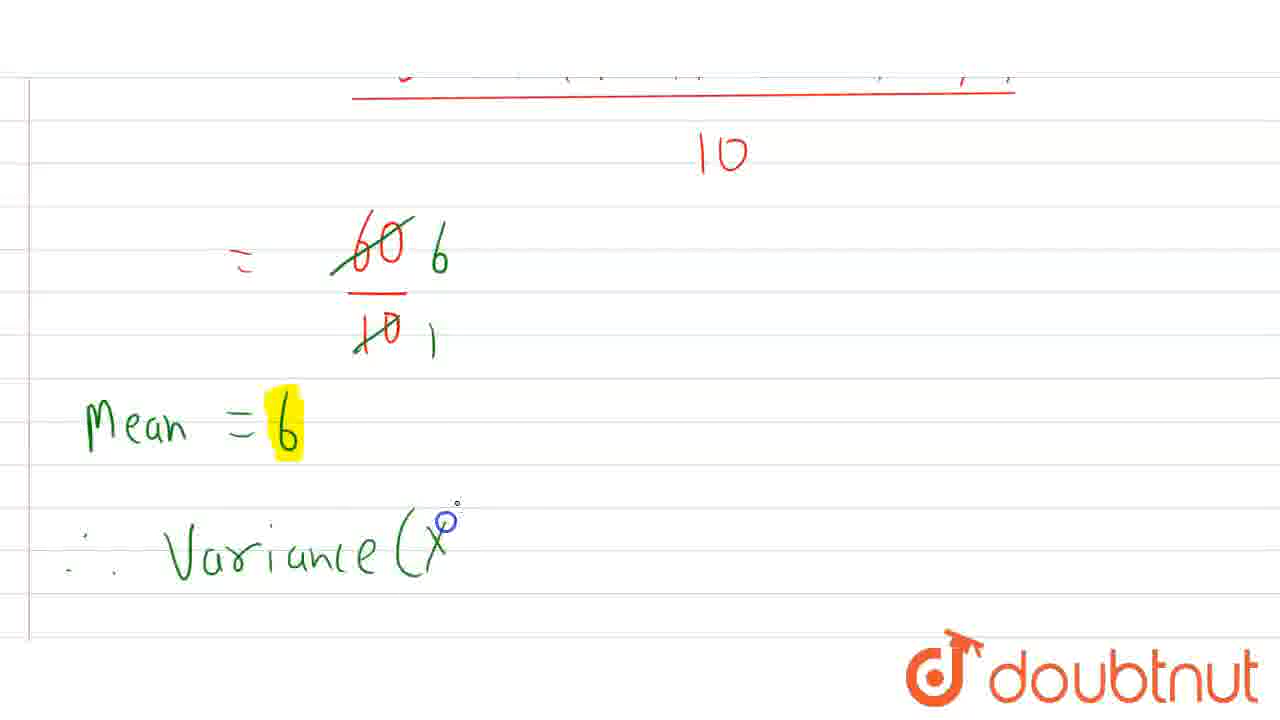 10
= 60 6
10 1
Mean = 6
∴ Variance (X
doubtnut